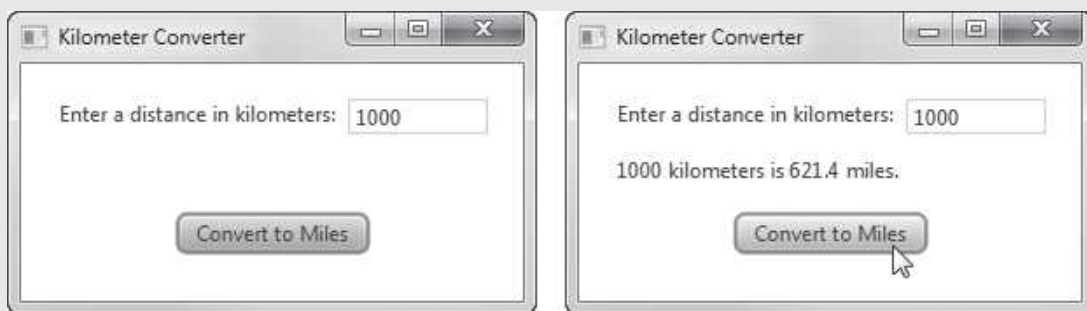 Kilometer Converter
Enter a distance in kilometers: 1000
Convert to Miles
Kilometer Converter
Enter a distance in kilometers: 1000
1000 kilometers is 621.4 miles.
Convert to Miles